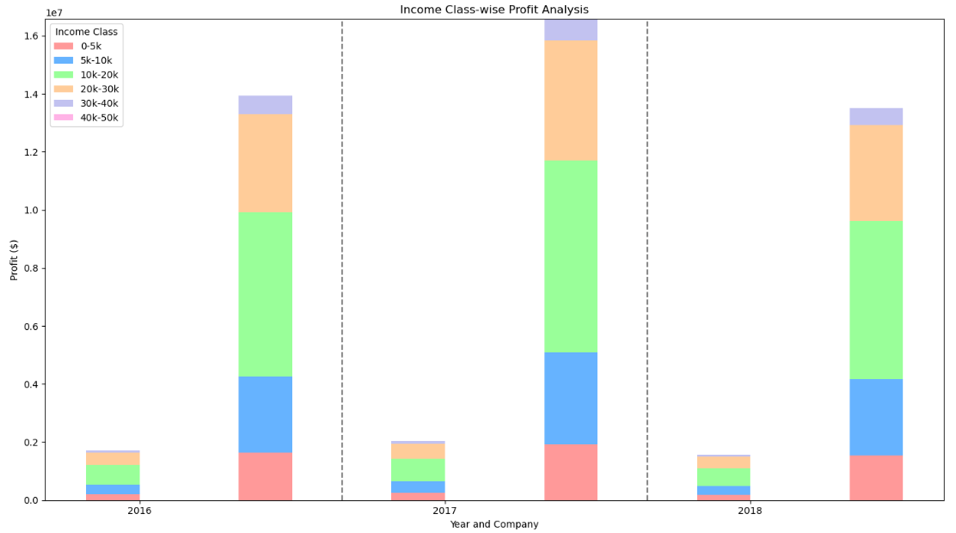 Income Class-wise Profit Analysis
1e7
Income Class
0-5k
5k-10k
10k-20k
20k-30k
30k-40k
40k-50k
1.6
1.4
1.2
1.0
0.8
0.6
0.4
0.2
0.0
Profit ($)
2016
2017
2018
Year and Company